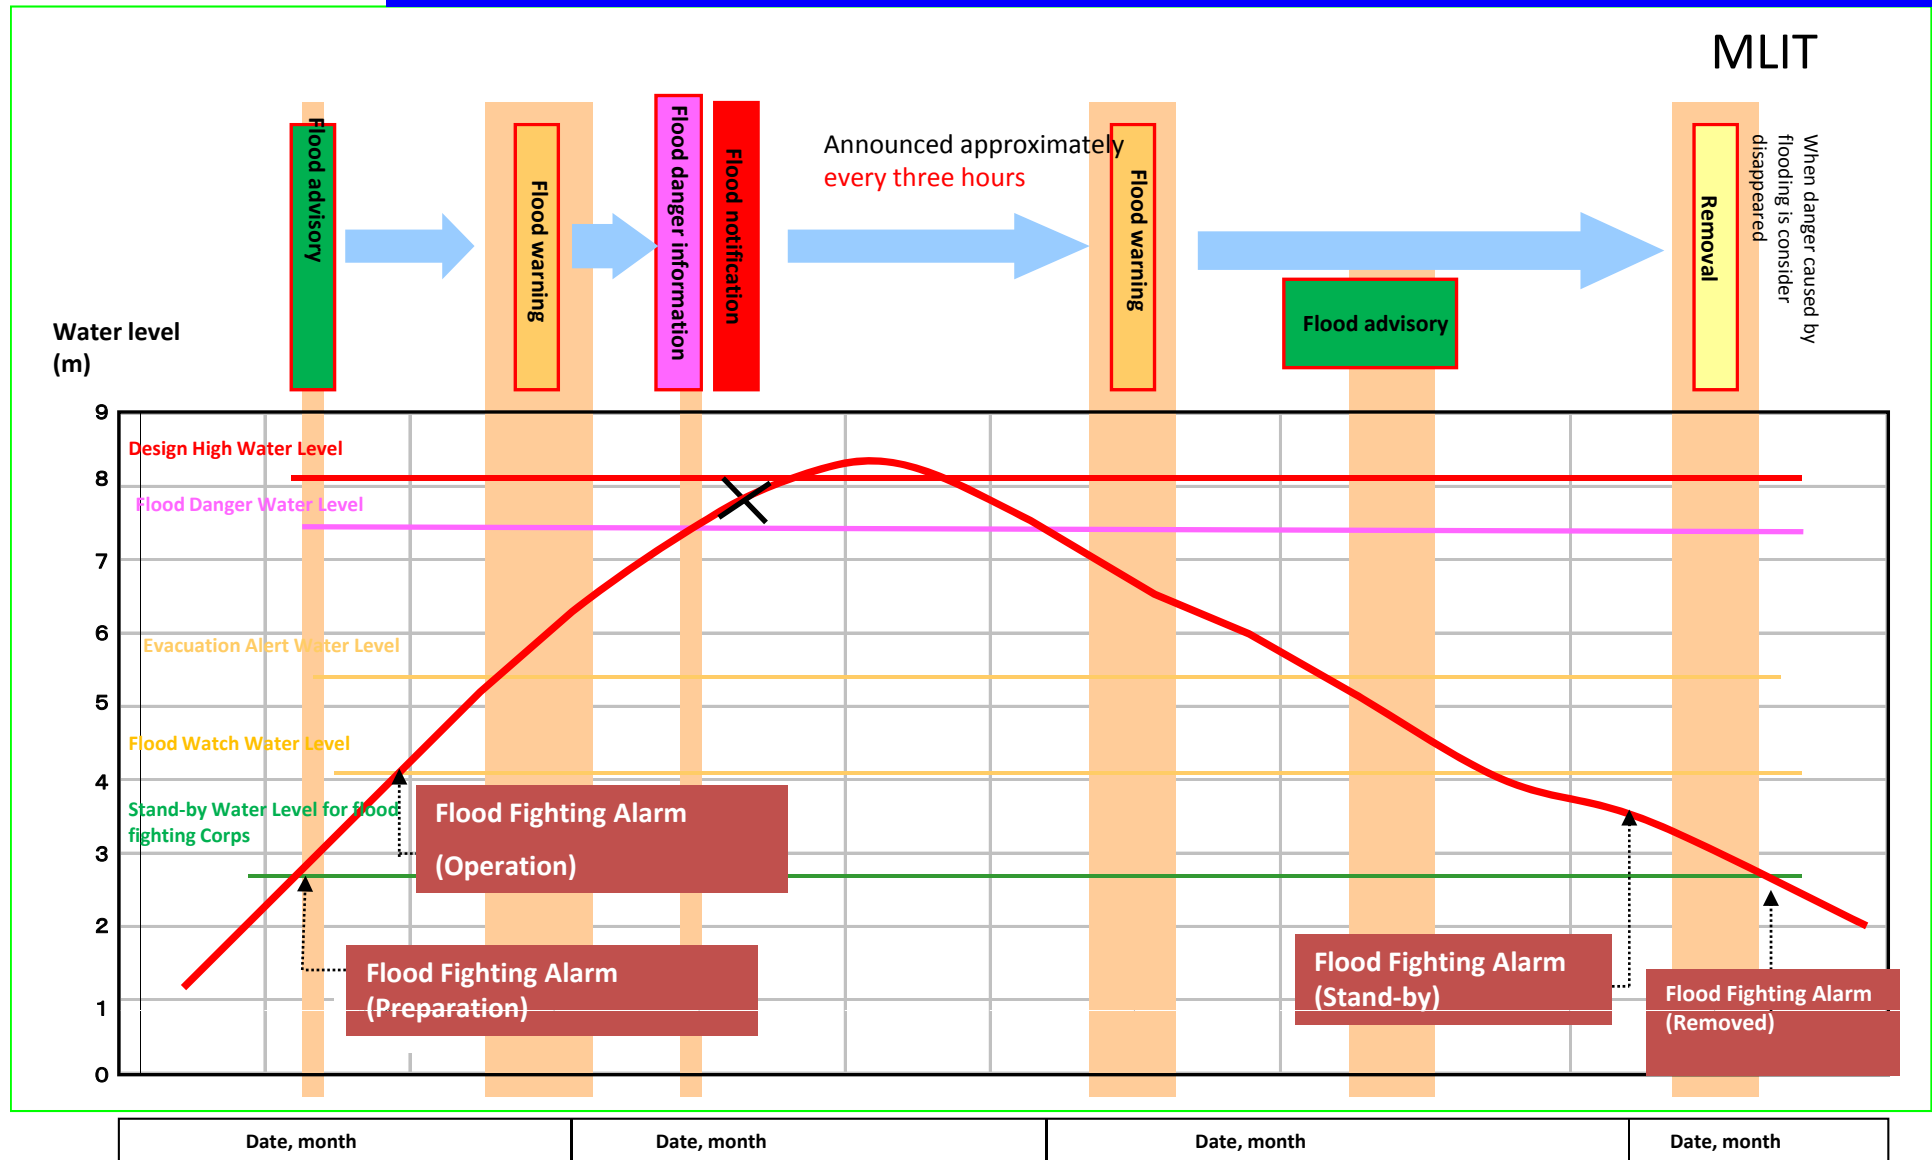 MLIT
Flood advisory
Flood warning
Flood danger information
Flood notification
Announced approximately
every three hours
Flood warning
Flood advisory
Removal
When danger caused by
flooding is consider
disappeared
Water level
(m)
9
Design High Water Level
8
Flood Danger Water Level
7
6
Evacuation Alert Water Level
5
Flood Watch Water Level
4
Stand-by Water Level for flood
fighting Corps
3
2
1
0
Flood Fighting Alarm
(Operation)
Flood Fighting Alarm
(Preparation)
Flood Fighting Alarm
(Stand-by)
Flood Fighting Alarm
(Removed)
Date, month
Date, month
Date, month
Date, month